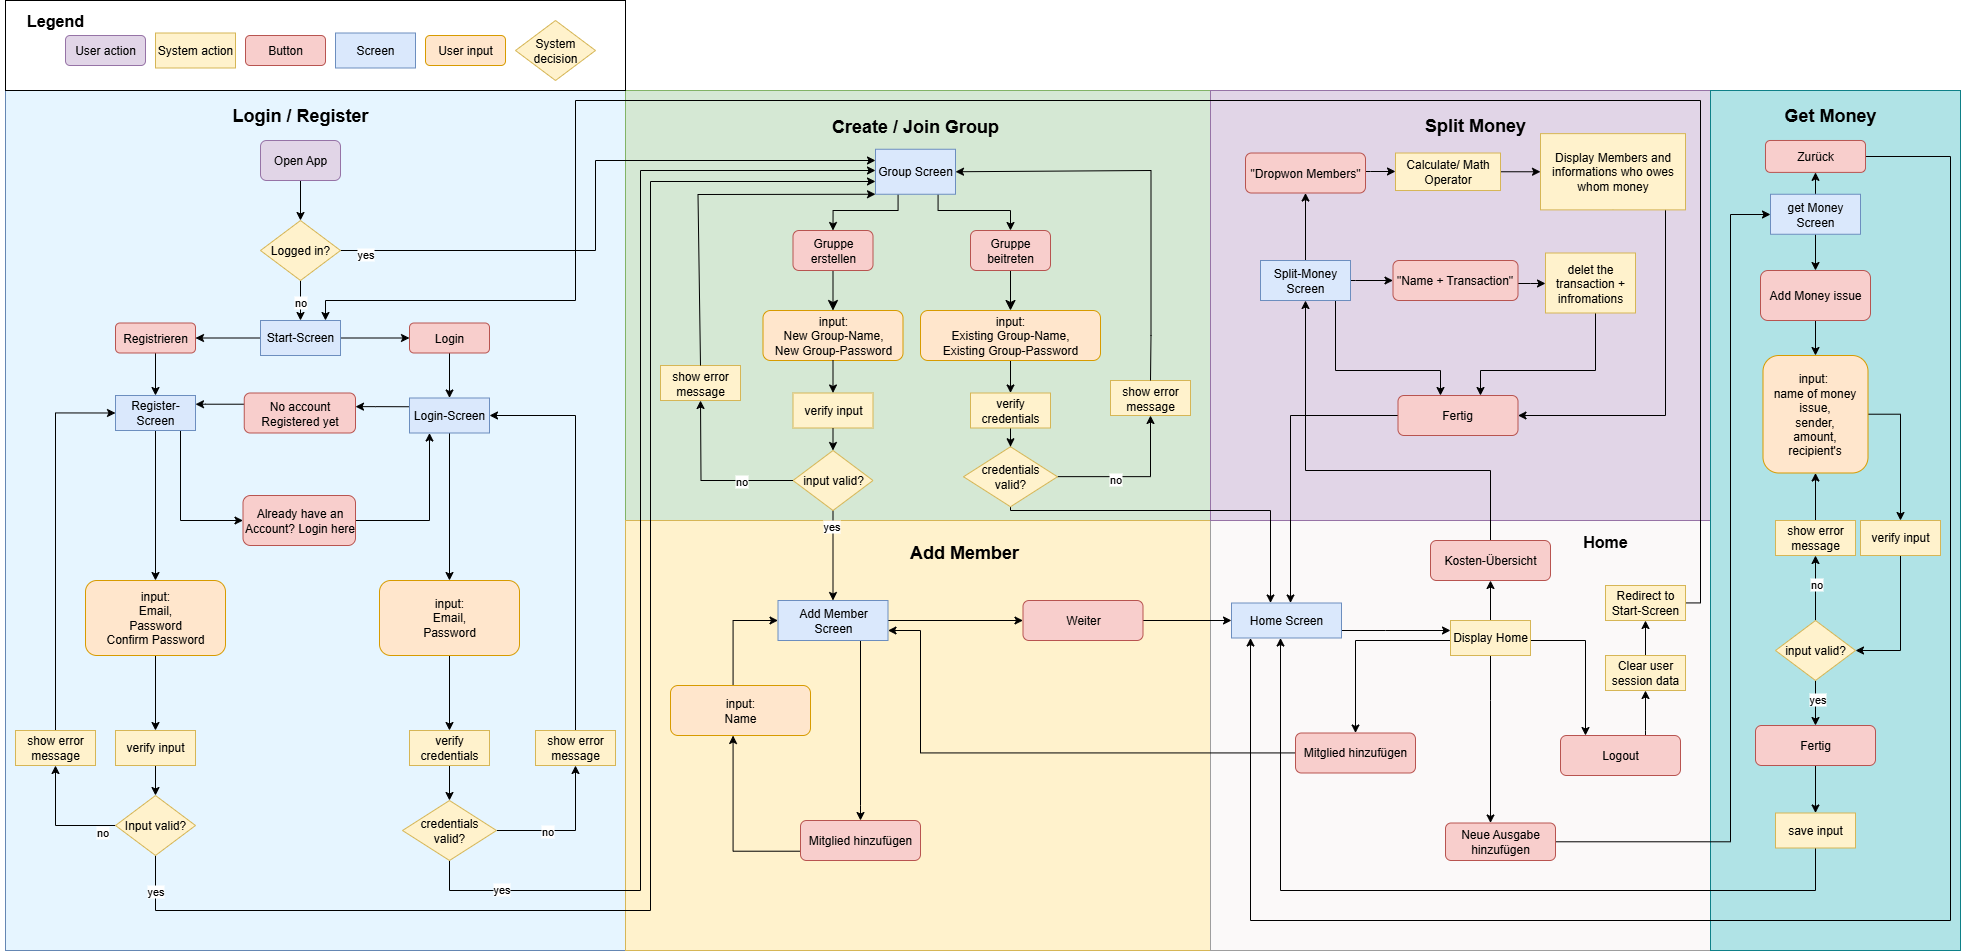 Legend
User action
System action
Button
Screen
User input
System
decision
Login / Register
Open App
Logged in?
yes
no
Start-Screen
Registrieren
Login
Register-
Screen
No account
Registered yet
Login-Screen
Already have an
Account? Login here
input:
Email,
Password
Confirm Password
input:
Email,
Password
show error
message
verify input
verify
credentials
show error
message
Input valid?
no
credentials
valid?
no
yes
yes
Create / Join Group
Group Screen
Gruppe
erstellen
Gruppe
beitreten
input:
New Group-Name,
New Group-Password
input:
Existing Group-Name,
Existing Group-Password
show error
message
verify input
verify
credentials
show error
message
input valid?
no
credentials
valid?
no
yes
Add Member
Add Member
Screen
Weiter
input:
Name
Mitglied hinzufügen
Split Money
"Dropwon Members"
Calculate/ Math
Operator
Display Members and
informations who owes
whom money
Split-Money
Screen
"Name + Transaction"
delet the
transaction +
infromations
Fertig
Home
Kosten-Übersicht
Home Screen
Display Home
Redirect to
Start-Screen
Clear user
session data
Mitglied hinzufügen
Logout
Neue Ausgabe
hinzufügen
Get Money
Zurück
get Money
Screen
Add Money issue
input:
name of money
issue,
sender,
amount,
recipient's
show error
message
verify input
no
input valid?
yes
Fertig
save input